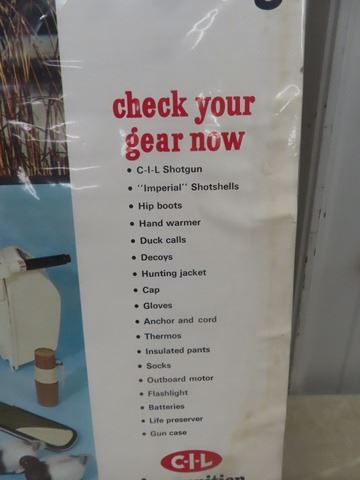 check your
gear now
• C-I-L Shotgun
• "Imperial" Shotshells
• Hip boots
• Hand warmer
• Duck calls
• Decoys
• Hunting jacket
• Cap
• Gloves
• Anchor and cord
• Thermos
• Insulated pants
• Socks
• Outboard motor
• Flashlight
• Batteries
• Life preserver
• Gun case
C-I-L